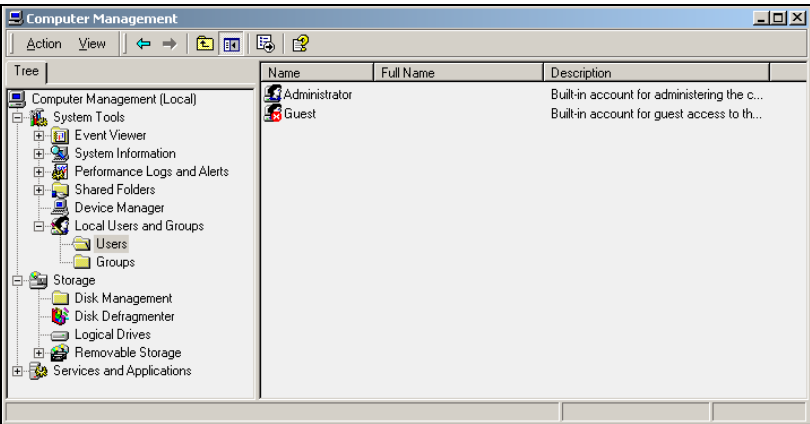 Computer Management
Action View
Tree
Name Full Name Description
Computer Management (Local)
System Tools
Event Viewer
System Information
Performance Logs and Alerts
Shared Folders
Device Manager
Local Users and Groups
Users
Groups
Storage
Disk Management
Disk Defragmenter
Logical Drives
Removable Storage
Services and Applications
Administrator Built-in account for administering the c...
Guest Built-in account for guest access to th...